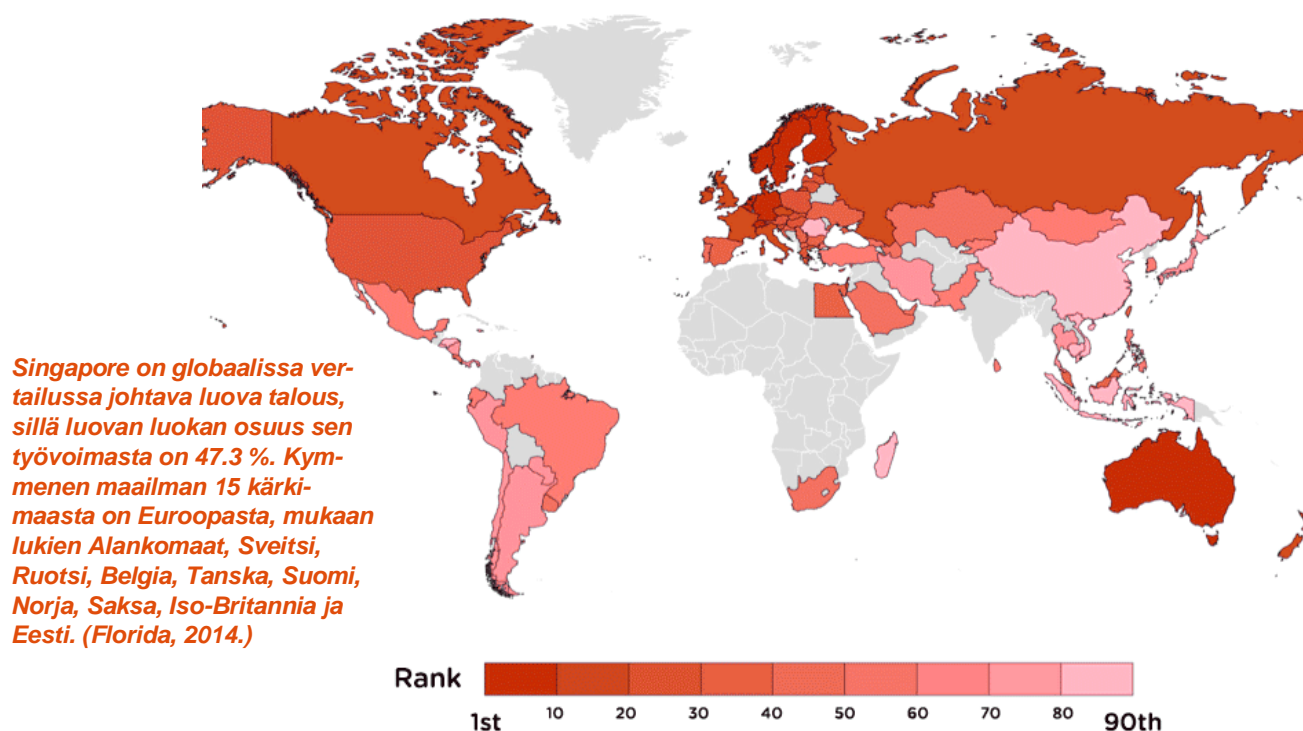 Singapore on globaalissa ver-
tailussa johtava luova talous,
sillä luovan luokan osuus sen
työvoimasta on 47.3 %. Kym-
menen maailman 15 kärki-
maasta on Euroopasta, mukaan
lukien Alankomaat, Sveitsi,
Ruotsi, Belgia, Tanska, Suomi,
Norja, Saksa, Iso-Britannia ja
Eesti. (Florida, 2014.)
Rank
1st 10 20 30 40 50 60 70 80 90th